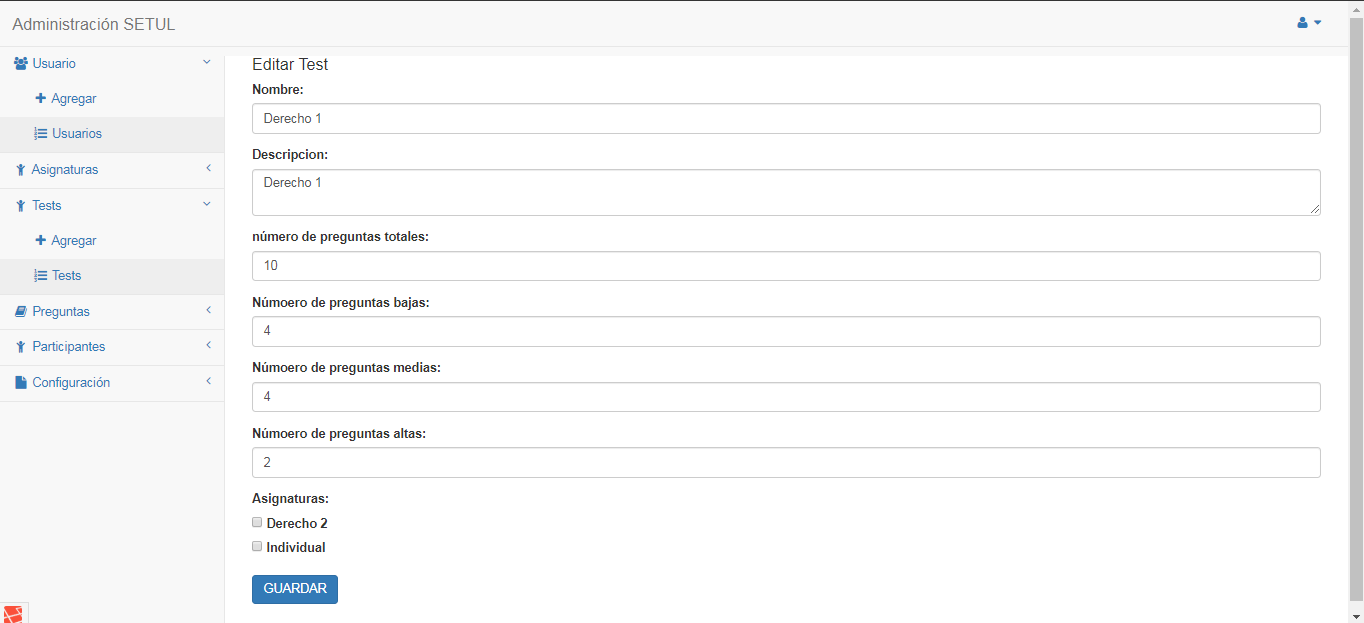 Administración SETUL
Usuario
Agregar
Usuarios
Asignaturas
Tests
Agregar
Tests
Preguntas
Participantes
Configuración
Editar Test
Nombre:
Derecho 1
Descripcion:
Derecho 1
número de preguntas totales:
10
Númoero de preguntas bajas:
4
Númoero de preguntas medias:
4
Númoero de preguntas altas:
2
Asignaturas:
Derecho 2
Individual
GUARDAR